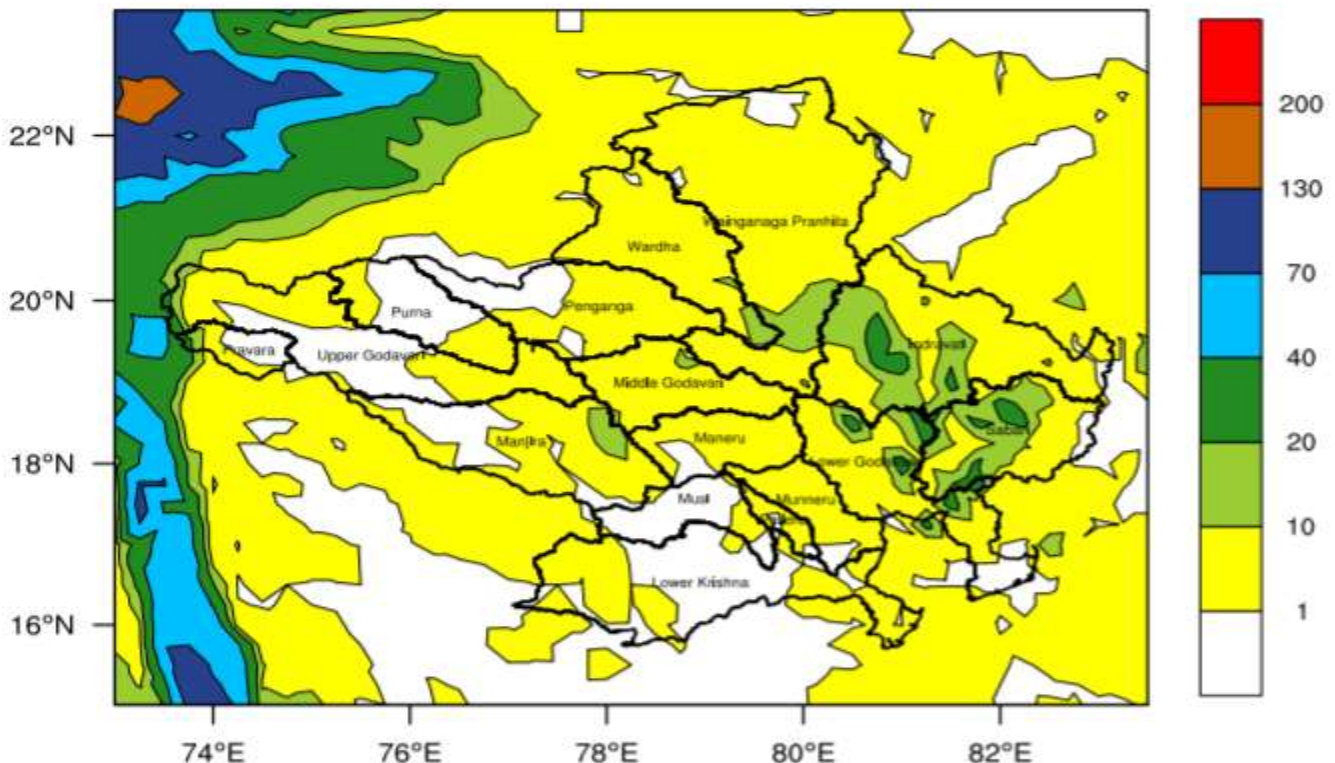 200
22°N
130
Wainganaga Pranhita
Wardha
70
20°N
Penganga
Purna
40
Indravati
Pravara
Upper Godavari
Middle Godavari
20
Sabari
Maneru
Manjira
18°N
Lower Godavari
Musi
Munneru
10
Lower Krishna
16°N
1
74°E
76°E
78°E
80°E
82°E